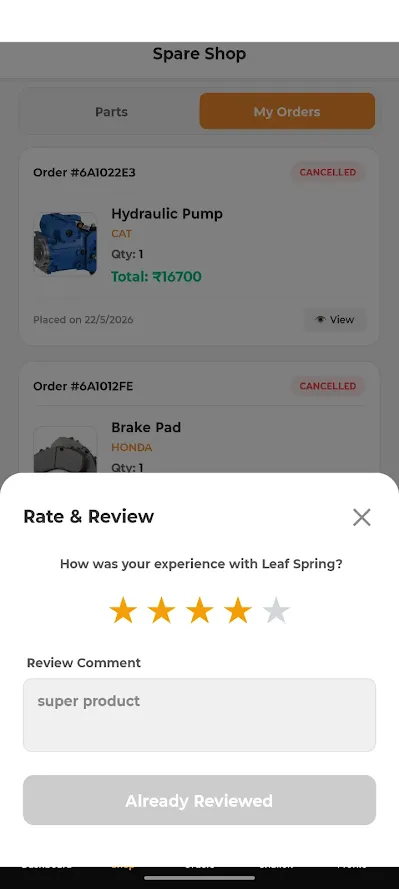 Spare Shop
Parts
My Orders
Order #6A1022E3
CANCELLED
Hydraulic Pump
CAT
Qty: 1
Total: ₹16700
Placed on 22/5/2026
View
Order #6A1012FE
CANCELLED
Brake Pad
HONDA
Qty: 1
Rate & Review
How was your experience with Leaf Spring?
Review Comment
super product
Already Reviewed